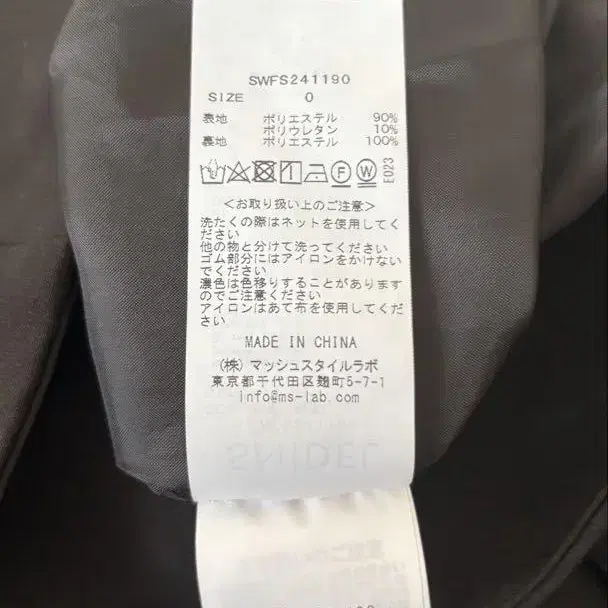 SWFS241190
SIZE 0
表地 ポリエステル 90%
ポリウレタン 10%
裏地 ポリエステル 100%
E023
<お取り扱い上のご注意>
洗たくの際はネットを使用してく
ださい
他の物と分けて洗ってください
ゴム部分にはアイロンをかけない
でください
濃色は色移りすることがあります
のでご注意ください
アイロンはあて布を使用してくだ
さい
MADE IN CHINA
(株) マッシュスタイルラボ
東京都千代田区麹町5-7-1
info@ms-lab.com
SNIDEL